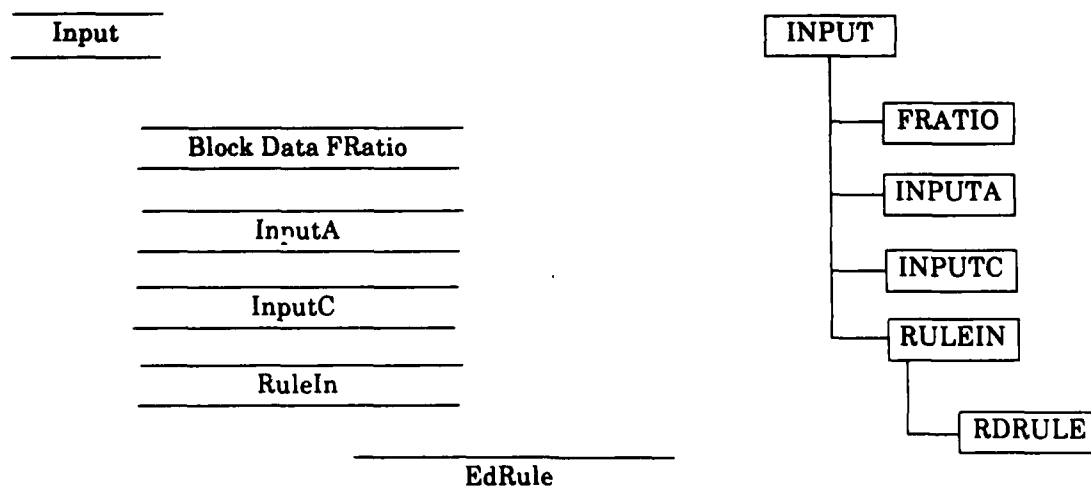 Input
Block Data FRatio
InputA
InputC
RuleIn
EdRule
INPUT
FRATIO
INPUTA
INPUTC
RULEIN
RDRULE